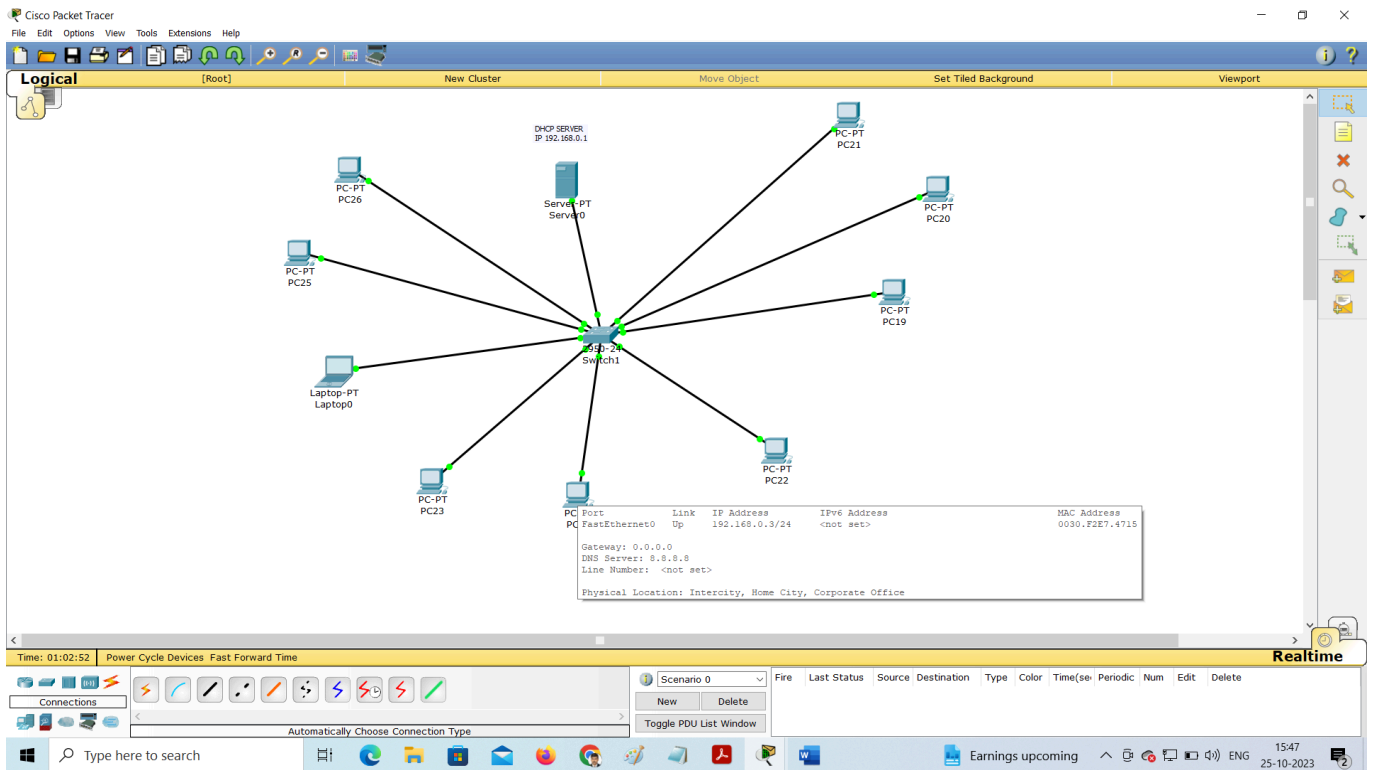 Cisco Packet Tracer
File Edit Options View Tools Extensions Help
Logical [Root] New Cluster Move Object Set Tiled Background Viewport
DHCP SERVER
IP 192.168.0.1
PC-PT
PC21
PC-PT
PC26
Server-PT
Server0
PC-PT
PC20
PC-PT
PC25
PC-PT
PC19
2950-24
Switch1
Laptop-PT
Laptop0
PC-PT
PC22
PC-PT
PC23
PC
PC
Port Link IP Address IPv6 Address MAC Address
FastEthernet0 Up 192.168.0.3/24 <not set> 0030.F2E7.4715
Gateway: 0.0.0.0
DNS Server: 8.8.8.8
Line Number: <not set>
Physical Location: Intercity, Home City, Corporate Office
Time: 01:02:52 Power Cycle Devices Fast Forward Time Realtime
Connections
Automatically Choose Connection Type
Scenario 0
New Delete
Toggle PDU List Window
Fire Last Status Source Destination Type Color Time(se Periodic Num Edit Delete
Type here to search
Earnings upcoming
ENG
15:47
25-10-2023
2